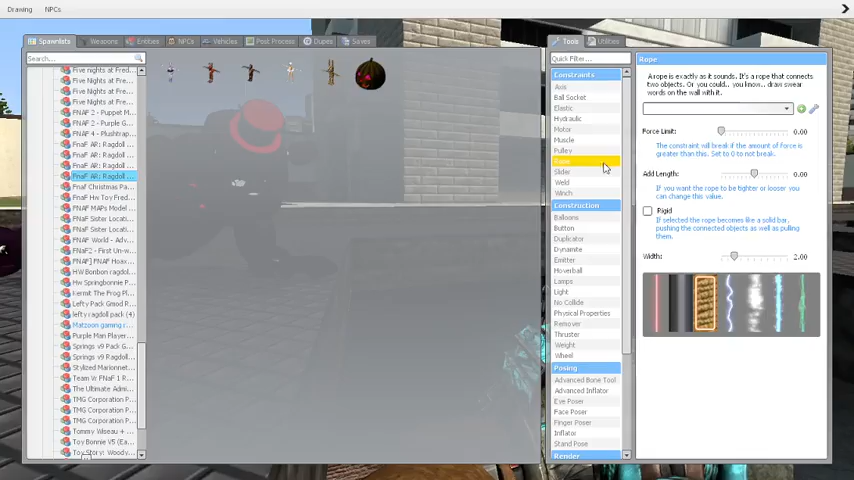 Drawing NPCs
Spawnlists Weapons Entities NPCs Vehicles Post Process Dupes Saves
Search...
Five nights at Fred...
Five Nights at Fred...
Five Nights at Fred...
Five Nights at Fred...
FNAF 2 - Puppet M...
FNAF 2 - Purple G...
FNAF 4 - Plushtrap...
FnaF AR: Ragdoll ...
FnaF AR: Ragdoll ...
FnaF AR: Ragdoll ...
FnaF AR: Ragdoll ...
Fnaf Christmas Pa...
FnaF Hw Toy Fred...
FNAF MAPs Model ...
FNAF Sister Locati...
FNAF Sister Locati...
FNAF World - Adv...
FNaF2 - First Un-w...
[FNAF] FNAF Hoax...
HW Bonbon ragdol...
Hw Springbonnie P...
Kermit The Frog Pl...
Lefty Pack Gmod R...
lefty ragdoll pack (4)
Matzoon gaming r...
Purple Man Player...
Springs v9 Pack G...
Springs v9 Ragdoll...
Stylized Marionnet...
Team Vr FNaF 1 R...
The Ultimate Admi...
TMG Corporation P...
TMG Corporation P...
TMG Corporation P...
Tommy Wiseau + ...
Toy Bonnie V5 (Ea...
Toy Story: Woody...
Tools Utilities
Quick Filter...
Constraints
Axis
Ball Socket
Elastic
Hydraulic
Motor
Muscle
Pulley
Rope
Slider
Weld
Winch
Construction
Balloons
Button
Duplicator
Dynamite
Emitter
Hoverball
Lamps
Light
No Collide
Physical Properties
Remover
Thruster
Weight
Wheel
Posing
Advanced Bone Tool
Advanced Inflator
Eye Poser
Face Poser
Finger Poser
Inflator
Stand Pose
Render
Rope
A rope is exactly as it sounds. It's a rope that connects
two objects. Or you could.. you know.. draw swear
words on the wall with it.
Force Limit: 0.00
The constraint will break if the amount of force is
greater than this. Set to 0 to not break.
Add Length: 0.00
If you want the rope to be tighter or looser you
can change this value.
Rigid
If selected the rope becomes like a solid bar,
pushing the connected objects as well as pulling
them.
Width: 2.00